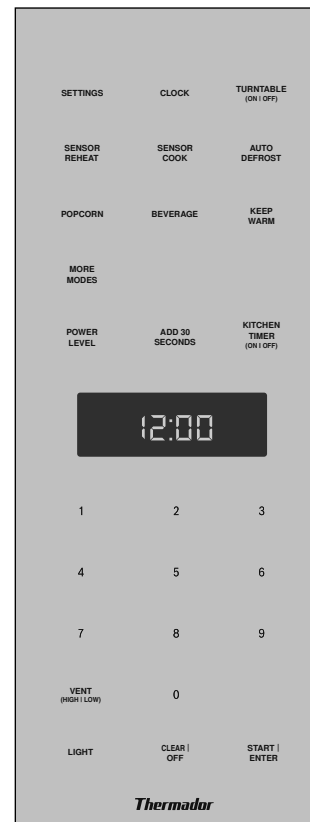 SETTINGS CLOCK TURNTABLE
(ON | OFF)
SENSOR SENSOR AUTO
REHEAT COOK DEFROST
POPCORN BEVERAGE KEEP
WARM
MORE
MODES
POWER ADD 30 KITCHEN
LEVEL SECONDS TIMER
(ON | OFF)
12:00
1 2 3
4 5 6
7 8 9
VENT 0
(HIGH | LOW)
LIGHT CLEAR | START |
OFF ENTER
Thermador